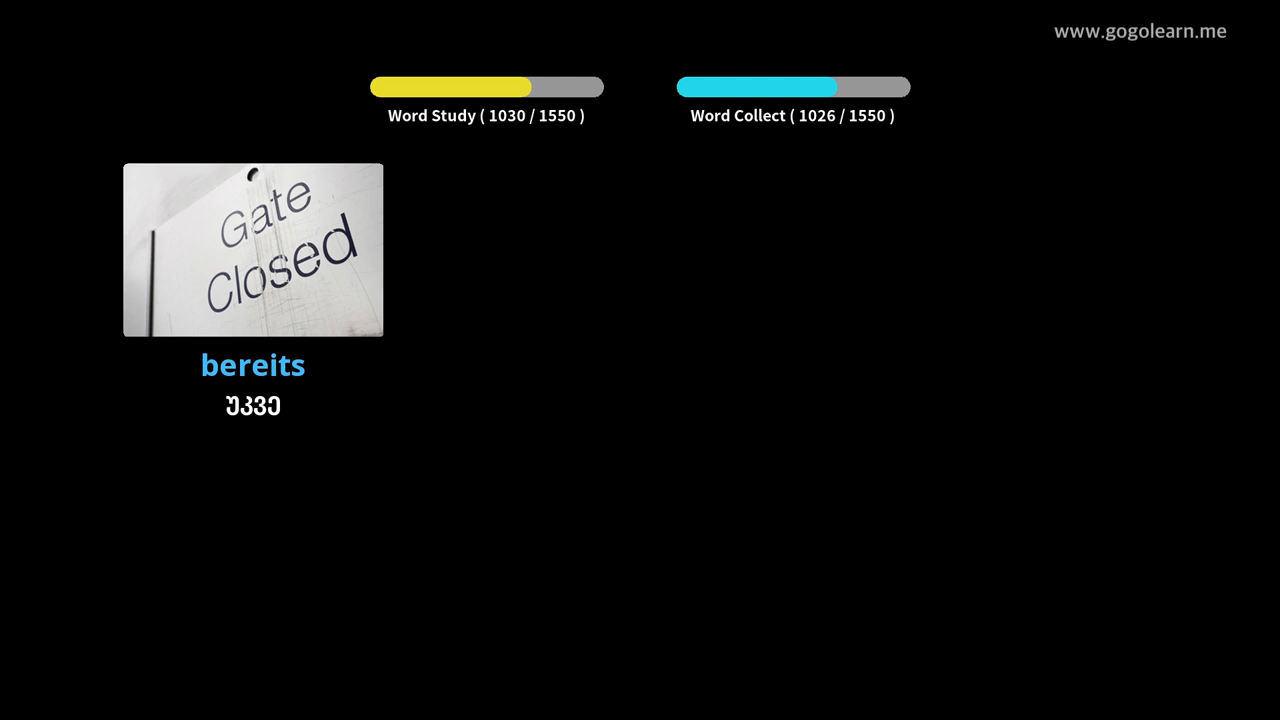 www.gogolearn.me
Word Study ( 1030 / 1550 )
Word Collect ( 1026 / 1550 )
Gate
Closed
bereits
უკვე